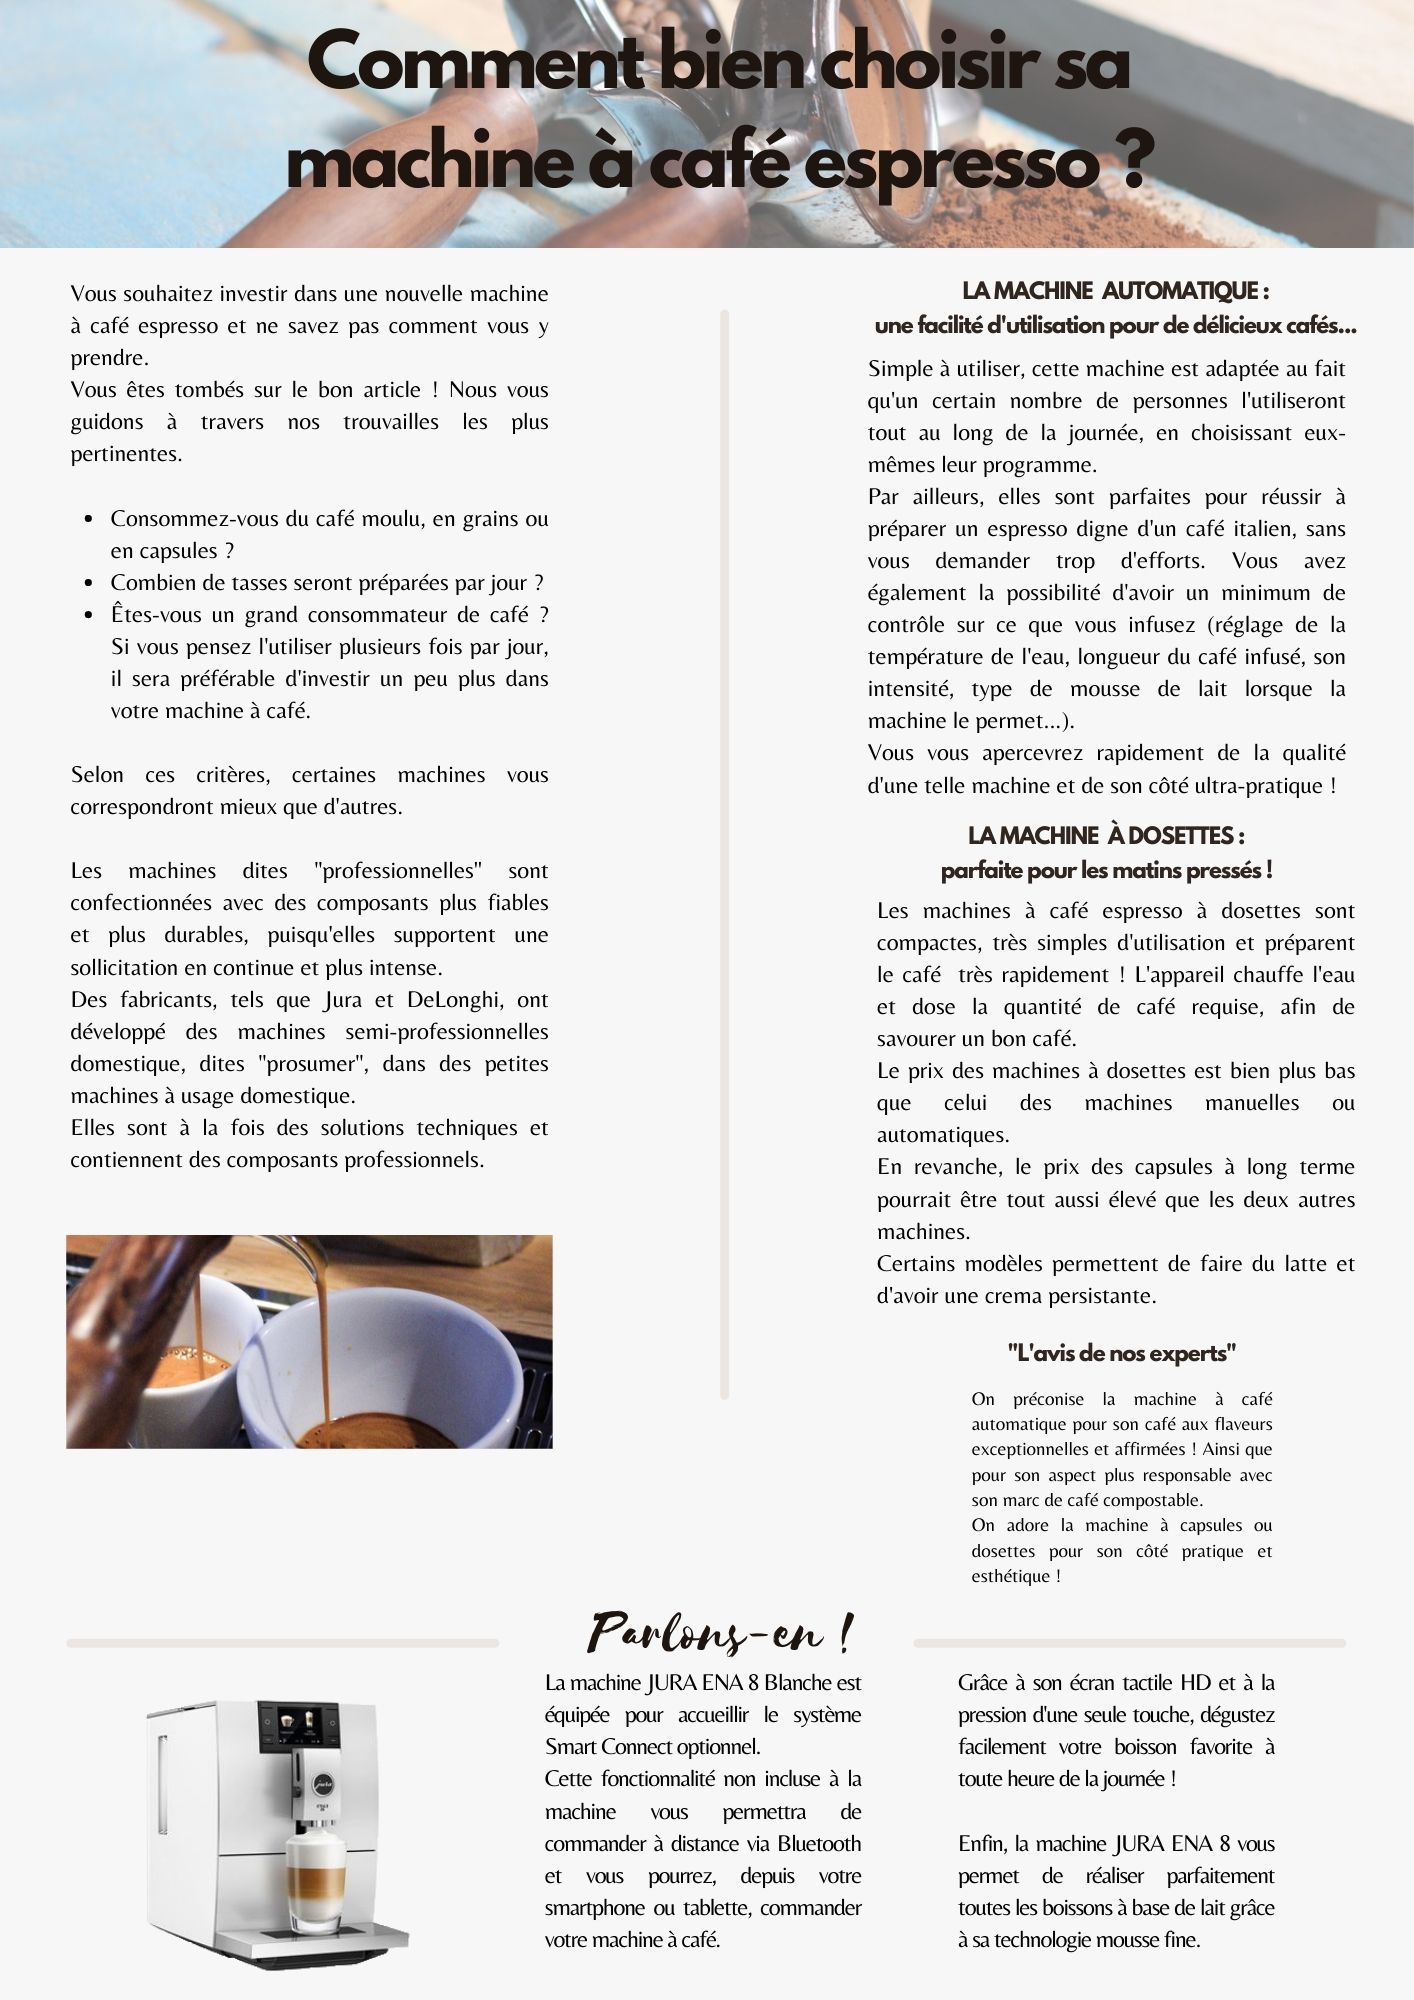 Comment bien choisir sa
machine à café espresso ?
Vous souhaitez investir dans une nouvelle machine
à café espresso et ne savez pas comment vous y
prendre.
Vous êtes tombés sur le bon article ! Nous vous
guidons à travers nos trouvailles les plus
pertinentes.
• Consommez-vous du café moulu, en grains ou
en capsules ?
• Combien de tasses seront préparées par jour ?
• Êtes-vous un grand consommateur de café ?
Si vous pensez l'utiliser plusieurs fois par jour,
il sera préférable d'investir un peu plus dans
votre machine à café.
Selon ces critères, certaines machines vous
correspondront mieux que d'autres.
Les machines dites "professionnelles" sont
confectionnées avec des composants plus fiables
et plus durables, puisqu'elles supportent une
sollicitation en continue et plus intense.
Des fabricants, tels que Jura et DeLonghi, ont
développé des machines semi-professionnelles
domestique, dites "prosumer", dans des petites
machines à usage domestique.
Elles sont à la fois des solutions techniques et
contiennent des composants professionnels.
LA MACHINE AUTOMATIQUE :
une facilité d'utilisation pour de délicieux cafés...
Simple à utiliser, cette machine est adaptée au fait
qu'un certain nombre de personnes l'utiliseront
tout au long de la journée, en choisissant eux-
mêmes leur programme.
Par ailleurs, elles sont parfaites pour réussir à
préparer un espresso digne d'un café italien, sans
vous demander trop d'efforts. Vous avez
également la possibilité d'avoir un minimum de
contrôle sur ce que vous infusez (réglage de la
température de l'eau, longueur du café infusé, son
intensité, type de mousse de lait lorsque la
machine le permet...).
Vous vous apercevrez rapidement de la qualité
d'une telle machine et de son côté ultra-pratique !
LA MACHINE À DOSETTES :
parfaite pour les matins pressés !
Les machines à café espresso à dosettes sont
compactes, très simples d'utilisation et préparent
le café très rapidement ! L'appareil chauffe l'eau
et dose la quantité de café requise, afin de
savourer un bon café.
Le prix des machines à dosettes est bien plus bas
que celui des machines manuelles ou
automatiques.
En revanche, le prix des capsules à long terme
pourrait être tout aussi élevé que les deux autres
machines.
Certains modèles permettent de faire du latte et
d'avoir une crema persistante.
"L'avis de nos experts"
On préconise la machine à café
automatique pour son café aux flaveurs
exceptionnelles et affirmées ! Ainsi que
pour son aspect plus responsable avec
son marc de café compostable.
On adore la machine à capsules ou
dosettes pour son côté pratique et
esthétique !
Parlons-en !
jura
La machine JURA ENA 8 Blanche est
équipée pour accueillir le système
Smart Connect optionnel.
Cette fonctionnalité non incluse à la
machine vous permettra de
commander à distance via Bluetooth
et vous pourrez, depuis votre
smartphone ou tablette, commander
votre machine à café.
Grâce à son écran tactile HD et à la
pression d'une seule touche, dégustez
facilement votre boisson favorite à
toute heure de la journée !
Enfin, la machine JURA ENA 8 vous
permet de réaliser parfaitement
toutes les boissons à base de lait grâce
à sa technologie mousse fine.